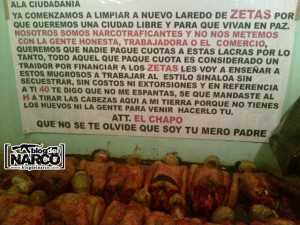 ALA CIUDADANIA
YA COMENZAMOS A LIMPIAR A NUEVO LAREDO DE ZETAS POR
QUE QUEREMOS UNA CIUDAD LIBRE Y PARA QUE VIVAN EN PAZ.
NOSOTROS SOMOS NARCOTRAFICANTES Y NO NOS METEMOS
CON LA GENTE HONESTA, TRABAJADORA O EL COMERCIO,
QUEREMOS QUE NADIE PAGUE CUOTAS A ESTAS LACRAS POR LO
TANTO, TODO AQUEL QUE PAGUE CUOTA ES CONSIDERADO UN
TRAIDOR POR FINANCIAR A LOS ZETAS LES VOY A ENSEÑAR A
ESTOS MUGROSOS A TRABAJAR AL ESTILO SINALOA SIN
SECUESTRAR, SIN COSTOS NI EXTORSIONES Y EN REFERENCIA
A TI 40 TE DIGO QUE NO ME ESPANTAS, SE QUE MANDASTE AL
H A TIRAR LAS CABEZAS AQUI A MI TIERRA PORQUE NO TIENES
LOS HUEVOS NI LA GENTE PARA VENIR HACERLO TU.
ATT. EL CHAPO
QUE NO SE TE OLVIDE QUE SOY TU MERO PADRE
blog del
NARCO